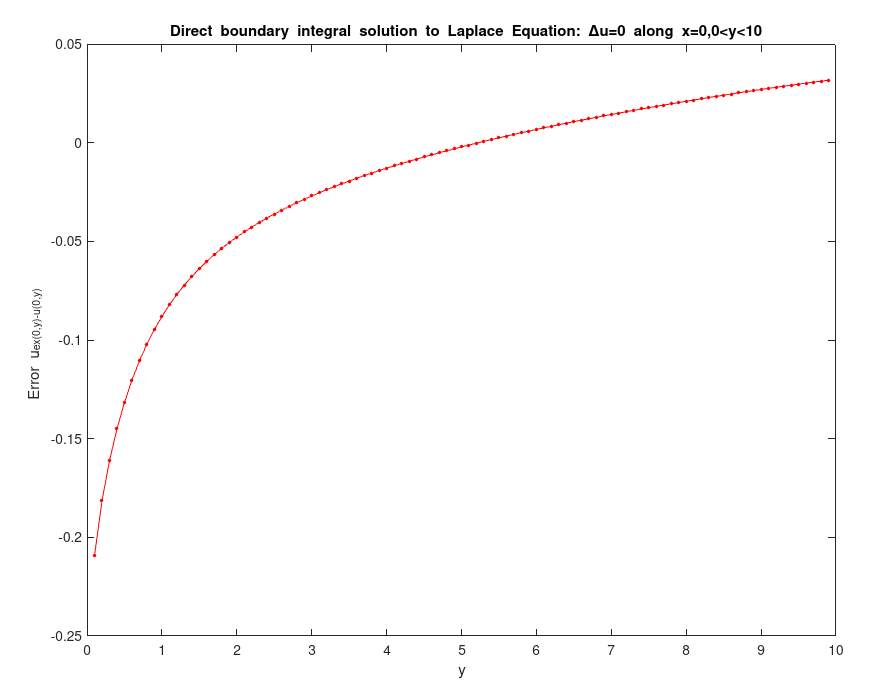 Direct boundary integral solution to Laplace Equation: Δu=0 along x=0,0<y<10
0.05
0
-0.05
-0.1
-0.15
-0.2
-0.25
Error uex(0,y)-u(0,y)
0 1 2 3 4 5 6 7 8 9 10
y